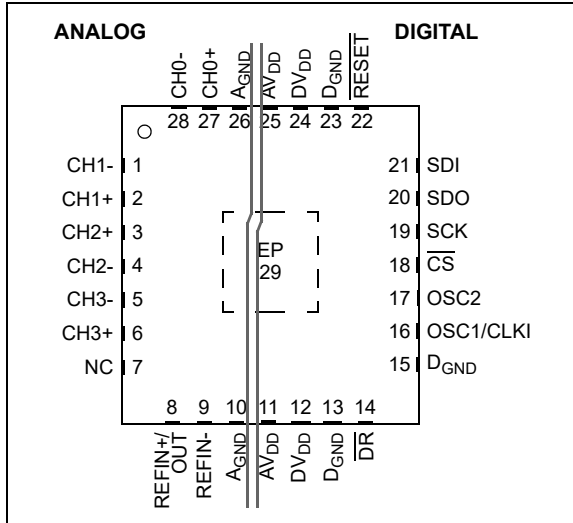 ANALOG DIGITAL
CH0-
CH0+
AGND
AVDD
DVDD
DGND
RESET
28 27 26 25 24 23 22
CH1- 1
CH1+ 2
CH2+ 3
CH2- 4
CH3- 5
CH3+ 6
NC 7
EP
29
21 SDI
20 SDO
19 SCK
18 CS
17 OSC2
16 OSC1/CLKI
15 DGND
8 9 10 11 12 13 14
REFIN+/
OUT
REFIN-
AGND
AVDD
DVDD
DGND
DR